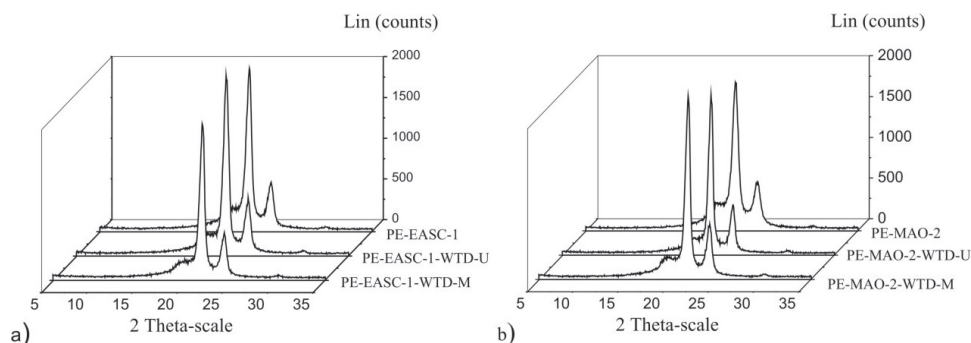 Lin (counts)
2000
1500
1000
500
0
PE-EASC-1
PE-EASC-1-WTD-U
PE-EASC-1-WTD-M
5 10 15 20 25 30 35
2 Theta-scale
a)
Lin (counts)
2000
1500
1000
500
0
PE-MAO-2
PE-MAO-2-WTD-U
PE-MAO-2-WTD-M
5 10 15 20 25 30 35
2 Theta-scale
b)